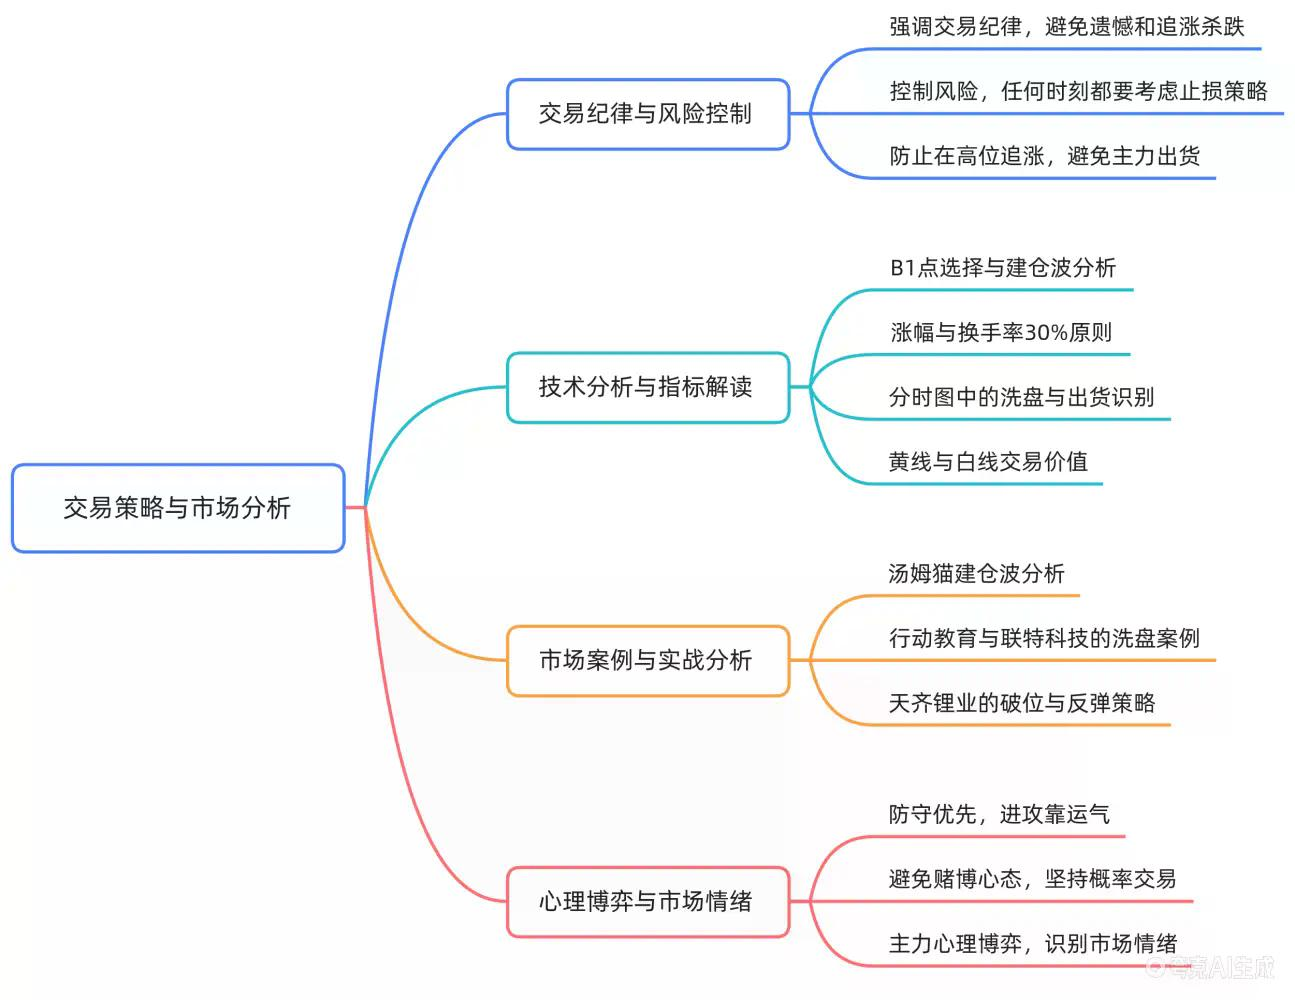 交易策略与市场分析
交易纪律与风险控制
强调交易纪律，避免遗憾和追涨杀跌
控制风险，任何时刻都要考虑止损策略
防止在高位追涨，避免主力出货
技术分析与指标解读
B1点选择与建仓波分析
涨幅与换手率30%原则
分时图中的洗盘与出货识别
黄线与白线交易价值
市场案例与实战分析
汤姆猫建仓波分析
行动教育与联特科技的洗盘案例
天齐锂业的破位与反弹策略
心理博弈与市场情绪
防守优先，进攻靠运气
避免赌博心态，坚持概率交易
主力心理博弈，识别市场情绪
夸克AI生成